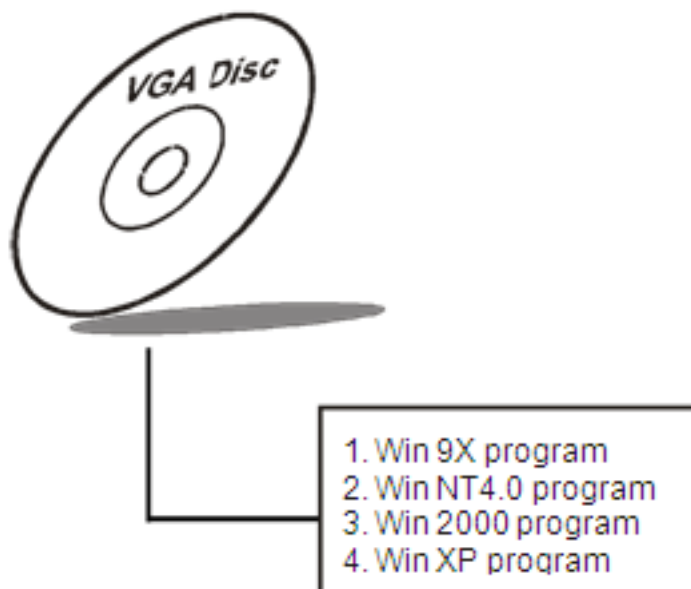 VGA Disc
1. Win 9X program
2. Win NT4.0 program
3. Win 2000 program
4. Win XP program